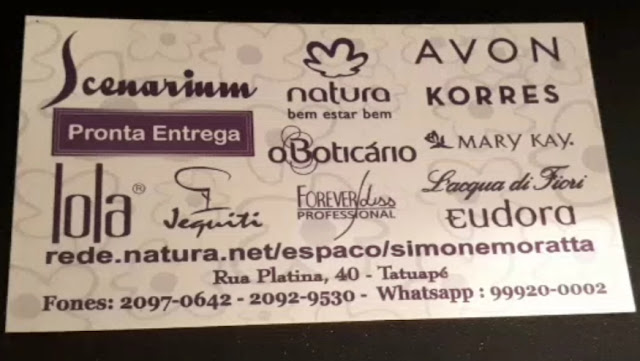 Scenarium
natura
bem estar bem
AVON
KORRES
Pronta Entrega
oBoticário
MARY KAY.
lola®
Jequiti
FOREVER Liss
PROFESSIONAL
L'acqua di Fiori
eudora
rede.natura.net/espaco/simonemoratta
Rua Platina, 40 - Tatuapé
Fones: 2097-0642 - 2092-9530 - Whatsapp : 99920-0002